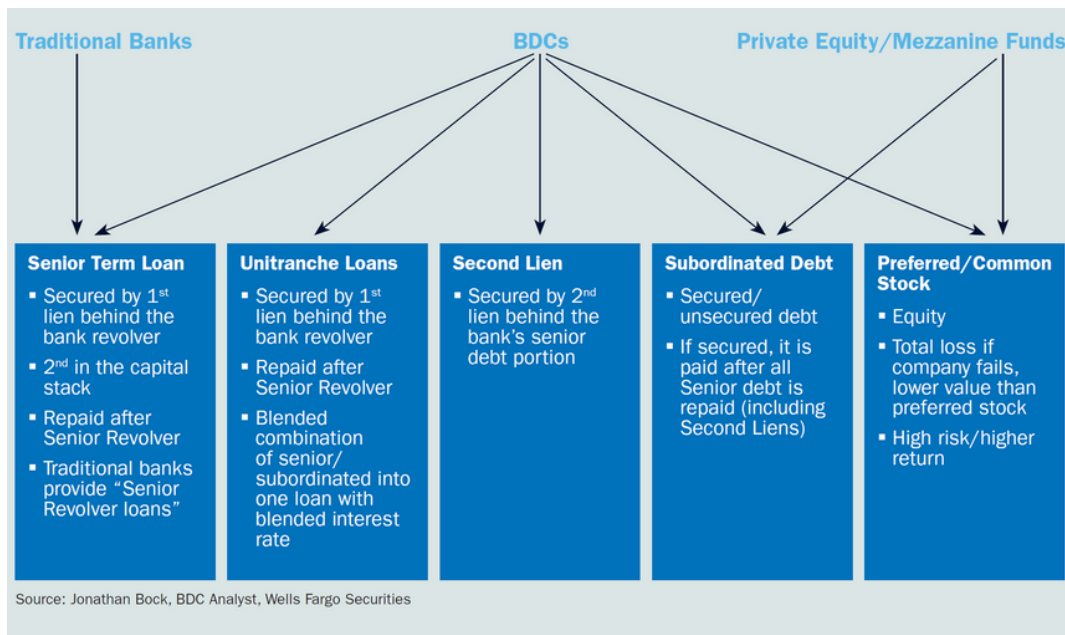 Traditional Banks
BDCs
Private Equity/Mezzanine Funds
Senior Term Loan
▪ Secured by 1st
lien behind the
bank revolver
▪ 2nd in the capital
stack
▪ Repaid after
Senior Revolver
▪ Traditional banks
provide “Senior
Revolver loans”
Unitranche Loans
▪ Secured by 1st
lien behind the
bank revolver
▪ Repaid after
Senior Revolver
▪ Blended
combination
of senior/
subordinated into
one loan with
blended interest
rate
Second Lien
▪ Secured by 2nd
lien behind the
bank’s senior
debt portion
Subordinated Debt
▪ Secured/
unsecured debt
▪ If secured, it is
paid after all
Senior debt is
repaid (including
Second Liens)
Preferred/Common
Stock
▪ Equity
▪ Total loss if
company fails,
lower value than
preferred stock
▪ High risk/higher
return
Source: Jonathan Bock, BDC Analyst, Wells Fargo Securities